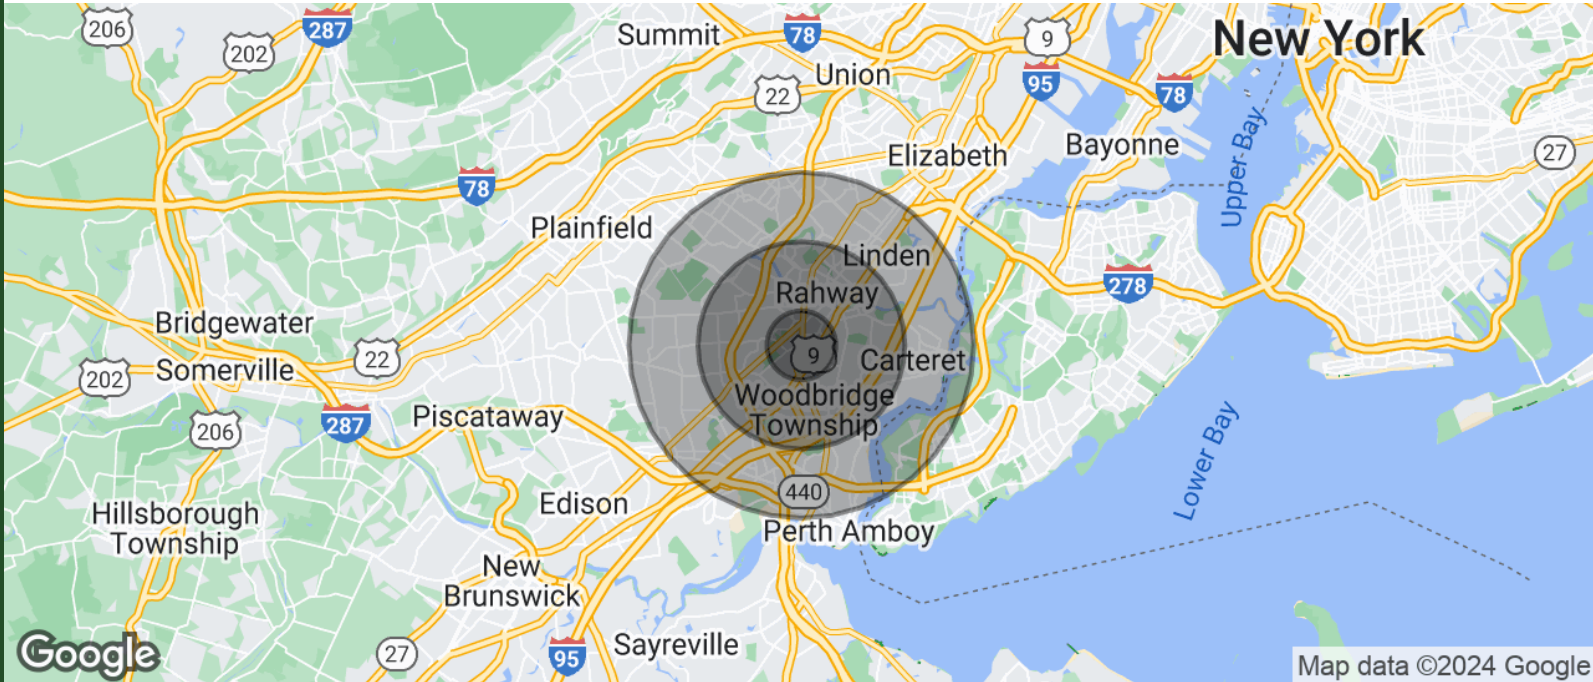 206
287
202
Summit
78
9
New York
Union
22
95
78
Elizabeth
Bayonne
27
78
Upper Bay
Plainfield
Linden
278
Rahway
Bridgewater
22
9
Carteret
202
Somerville
Woodbridge
Township
206
287
Piscataway
Lower Bay
440
Edison
Hillsborough
Township
Perth Amboy
New
Brunswick
27
95
Sayreville
Google
Map data ©2024 Google